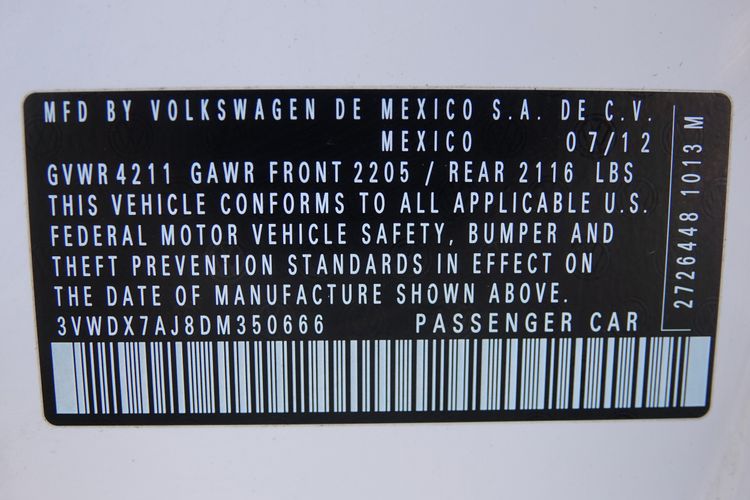 MFD BY VOLKSWAGEN DE MEXICO S.A. DE C.V.
MEXICO 07/12
GVWR 4211 GAWR FRONT 2205 / REAR 2116 LBS
THIS VEHICLE CONFORMS TO ALL APPLICABLE U.S.
FEDERAL MOTOR VEHICLE SAFETY, BUMPER AND
THEFT PREVENTION STANDARDS IN EFFECT ON
THE DATE OF MANUFACTURE SHOWN ABOVE.
3VWDX7AJ8DM350666 PASSENGER CAR
2726448 1013 M